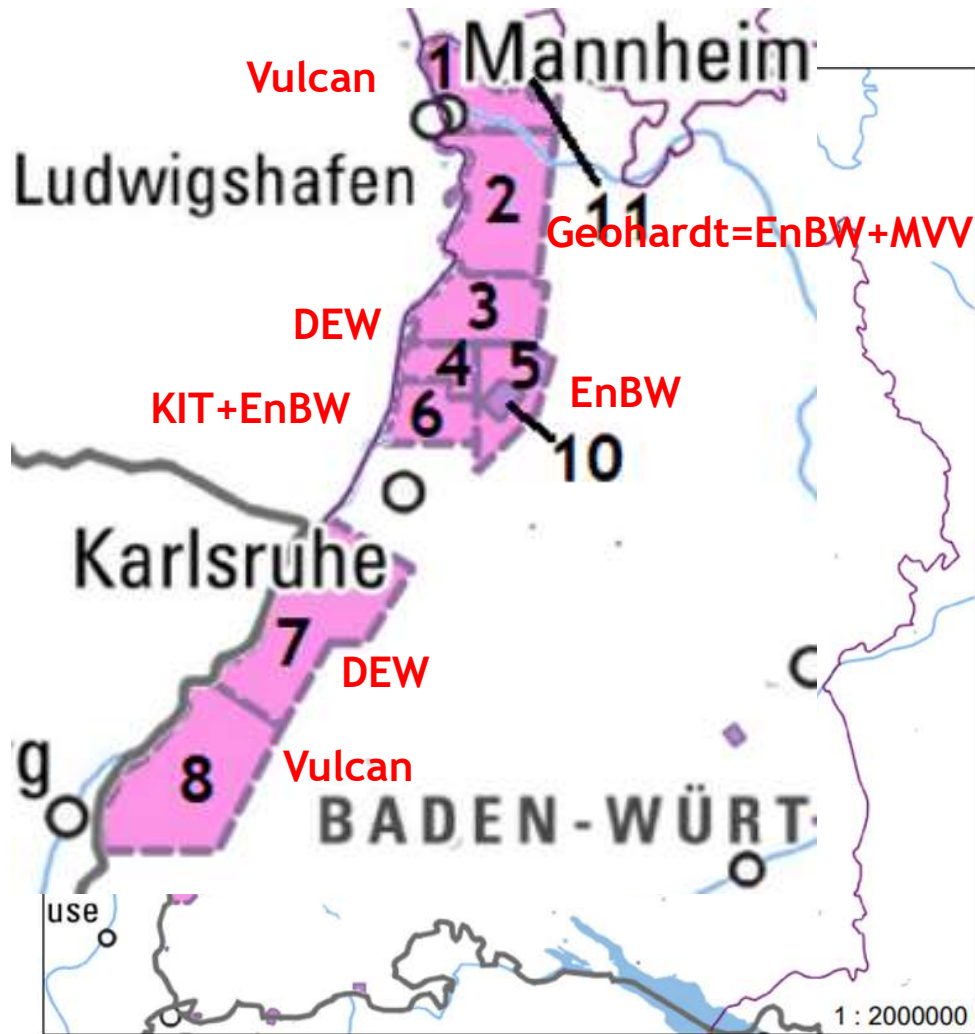 Mannheim
1
Vulcan
Ludwigshafen
2
11
Geohardt=EnBW+MVV
3
DEW
4
5
KIT+EnBW
6
EnBW
10
Karlsruhe
7
DEW
g
8
Vulcan
BADEN-WÜRT
use
1 : 2000000